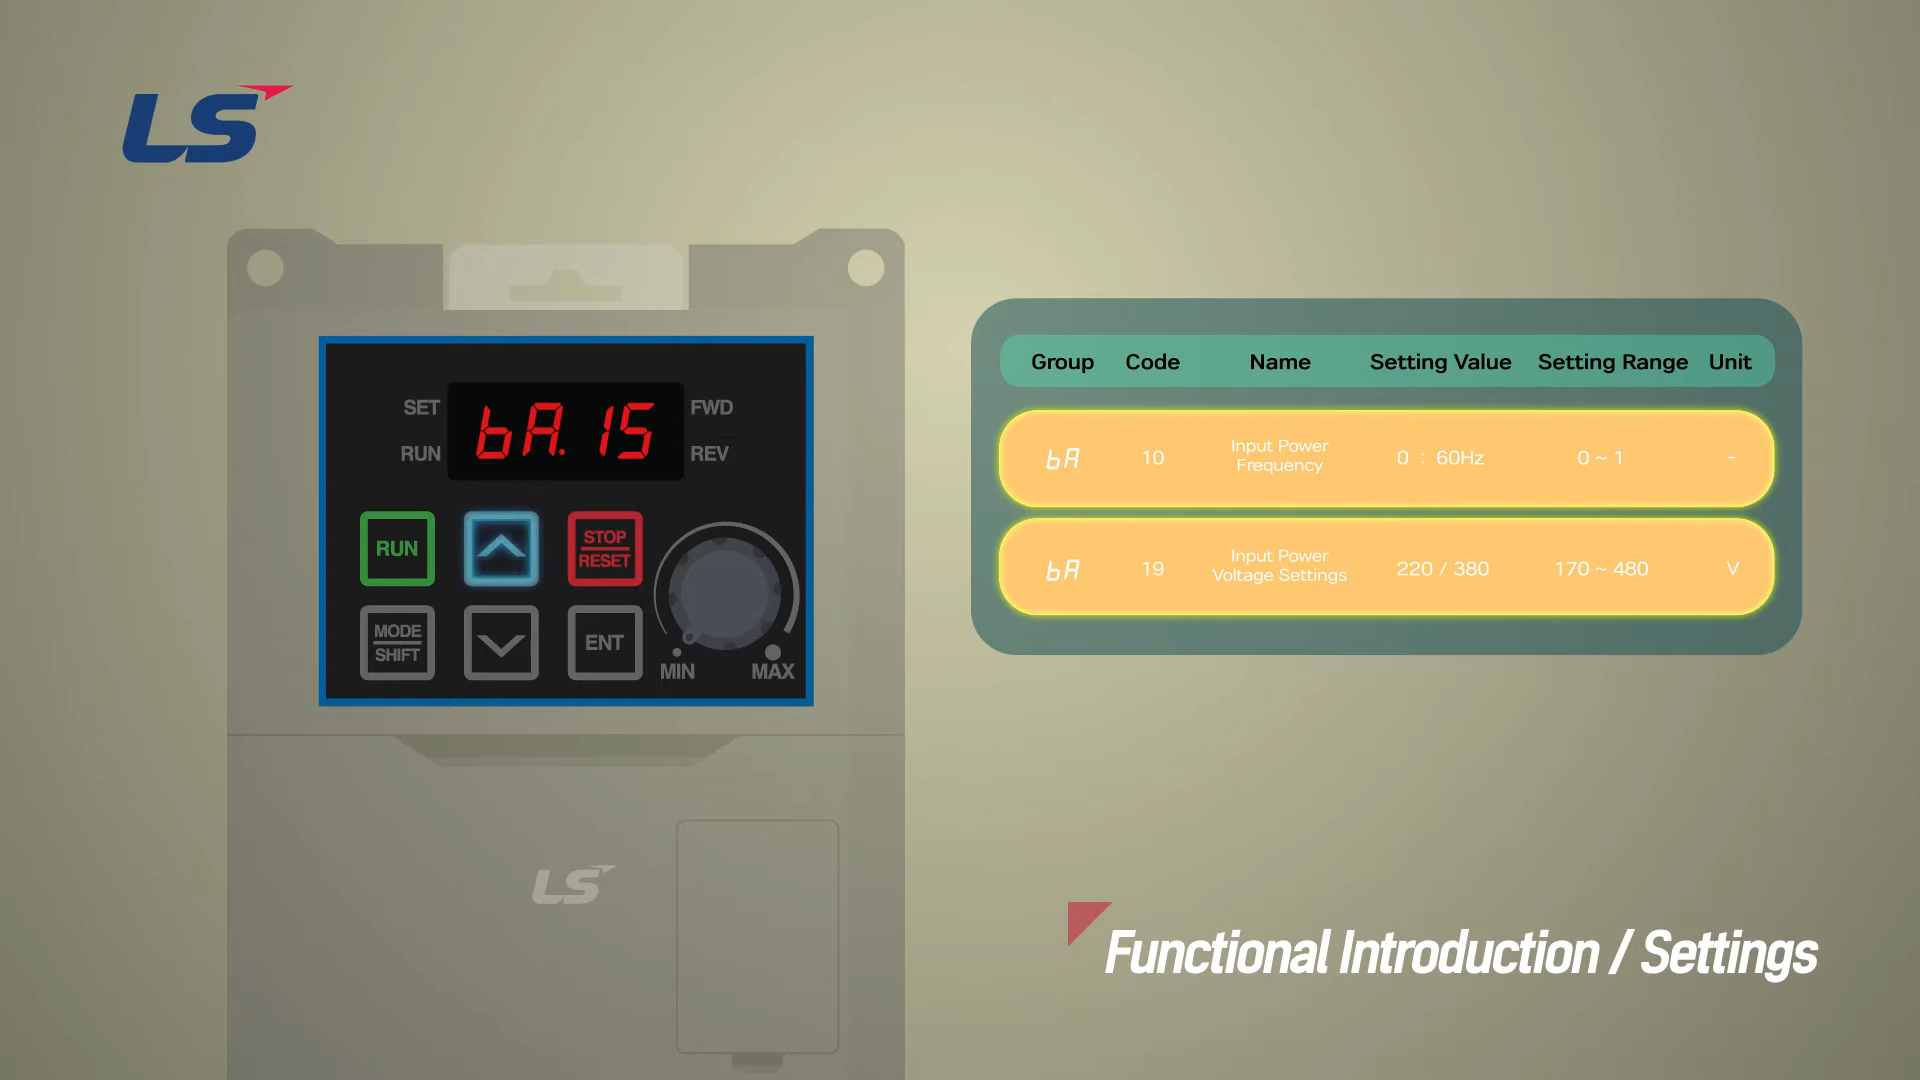 LS
SET
FWD
bA.15
RUN
REV
RUN
STOP
RESET
MODE
SHIFT
ENT
MIN
MAX
LS
Group Code Name Setting Value Setting Range Unit
bA 10 Input Power Frequency 0 : 60Hz 0 ~ 1 -
bA 19 Input Power Voltage Settings 220 / 380 170 ~ 480 V
Functional Introduction / Settings